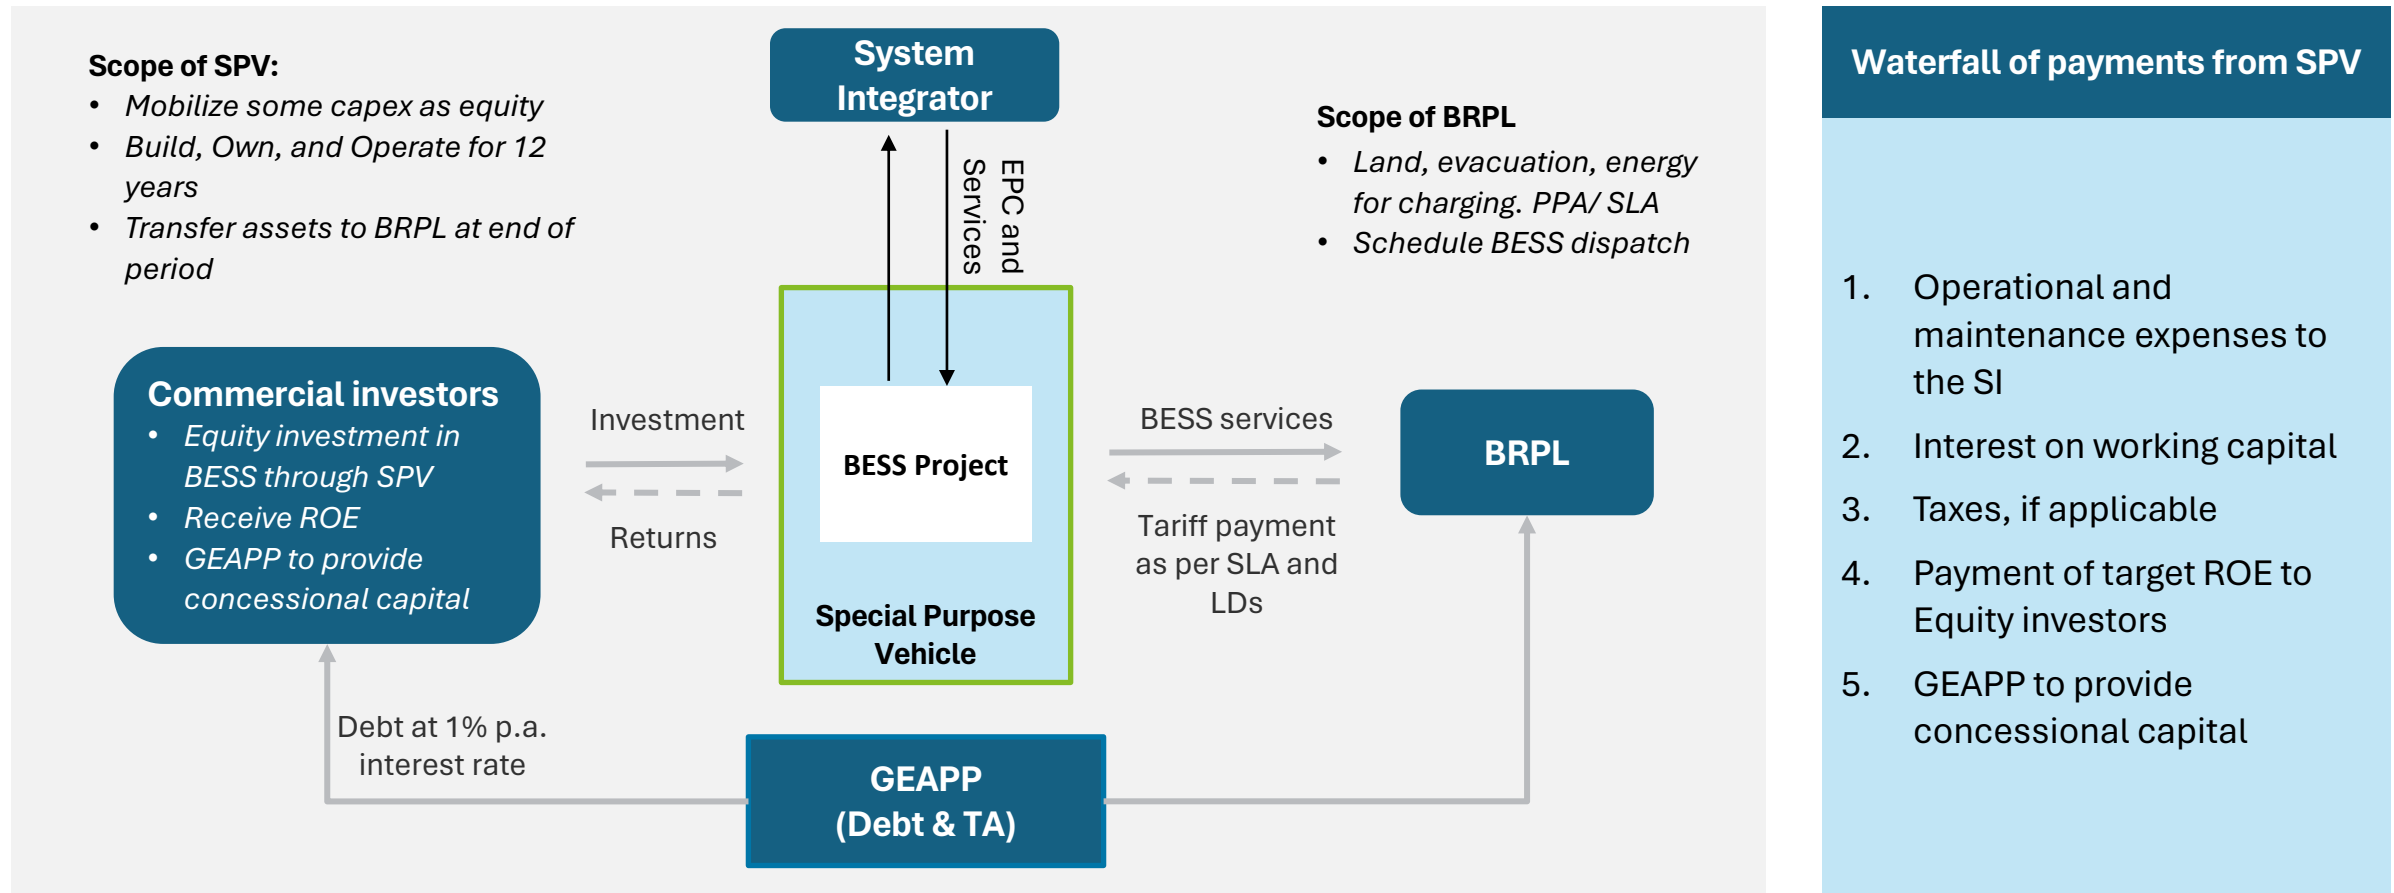 Scope of SPV:
• Mobilize some capex as equity
• Build, Own, and Operate for 12
years
• Transfer assets to BRPL at end of
period
System
Integrator
EPC and
Services
Scope of BRPL
• Land, evacuation, energy
for charging. PPA/ SLA
• Schedule BESS dispatch
Commercial investors
• Equity investment in
BESS through SPV
• Receive ROE
• GEAPP to provide
concessional capital
Investment
Returns
BESS Project
Special Purpose
Vehicle
BESS services
Tariff payment
as per SLA and
LDs
BRPL
Debt at 1% p.a.
interest rate
GEAPP
(Debt & TA)
Waterfall of payments from SPV
1. Operational and
maintenance expenses to
the SI
2. Interest on working capital
3. Taxes, if applicable
4. Payment of target ROE to
Equity investors
5. GEAPP to provide
concessional capital